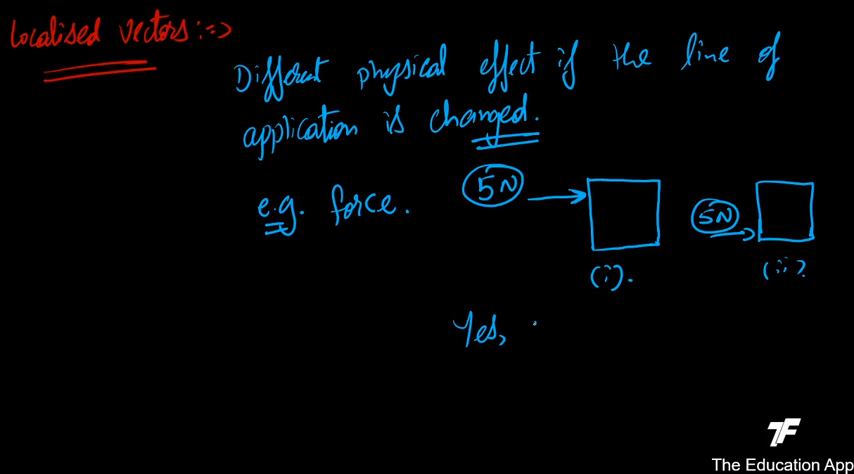 Localised vectors :=>
Different physical effect if the line of
application is changed.
e.g. force.
5N
5N
(i).
(ii)
Yes,
The Education App